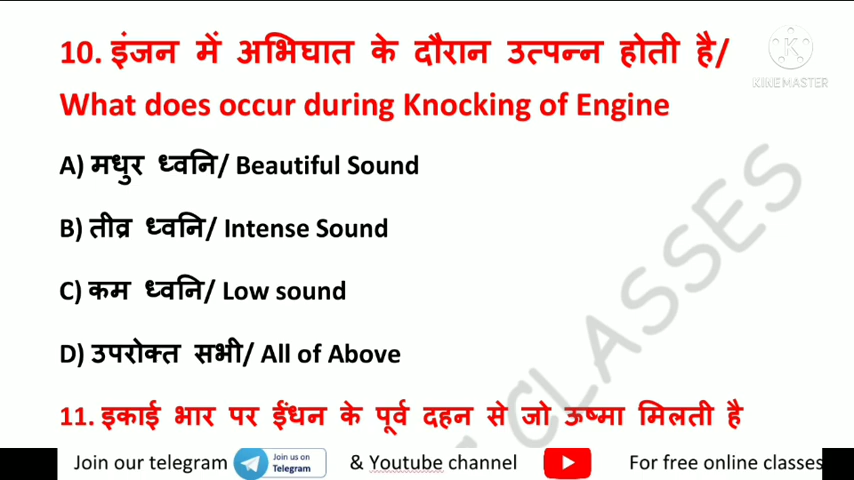 10. इंजन में अभिघात के दौरान उत्पन्न होती है/
What does occur during Knocking of Engine
A) मधुर ध्वनि/ Beautiful Sound
B) तीव्र ध्वनि/ Intense Sound
C) कम ध्वनि/ Low sound
D) उपरोक्त सभी/ All of Above
11. इकाई भार पर ईंधन के पूर्व दहन से जो ऊष्मा मिलती है
Join our telegram Join us on Telegram & Youtube channel For free online classes
KINEMASTER
CLASSES